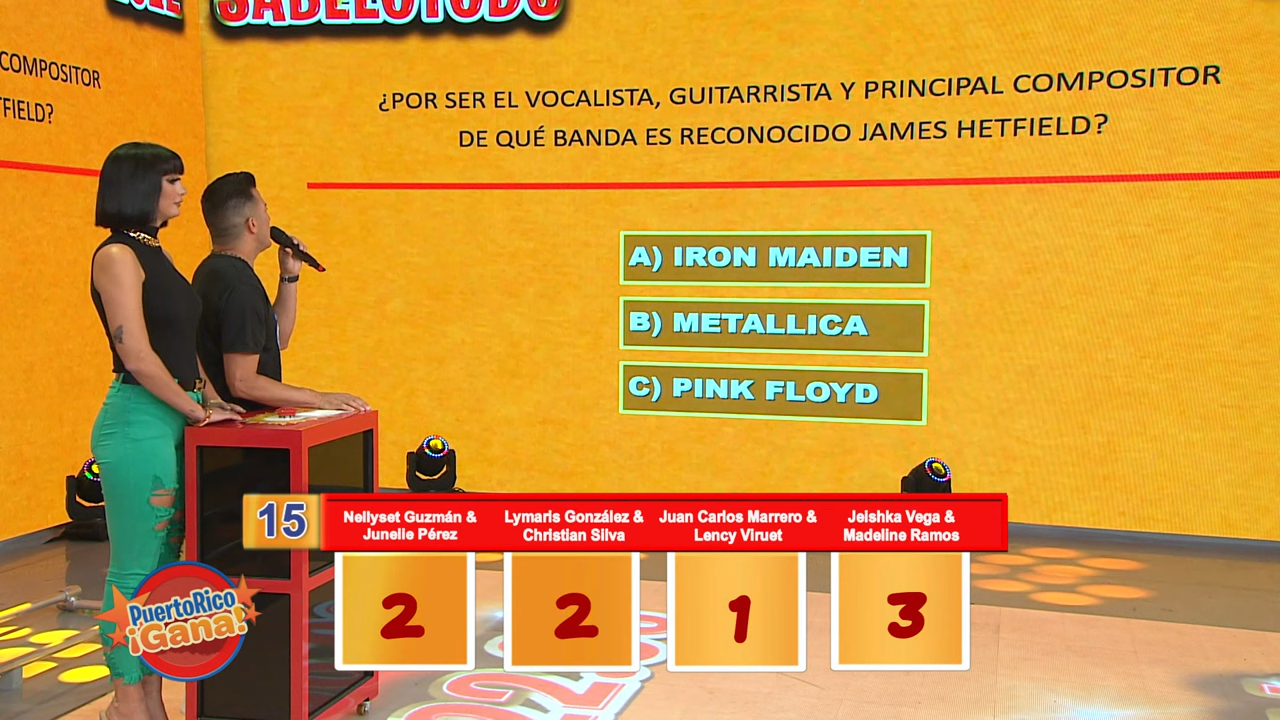 SABELOTODO
COMPOSITOR
TFIELD?
¿POR SER EL VOCALISTA, GUITARRISTA Y PRINCIPAL COMPOSITOR
DE QUÉ BANDA ES RECONOCIDO JAMES HETFIELD?
A) IRON MAIDEN
B) METALLICA
C) PINK FLOYD
15
Nellyset Guzmán &
Junelie Pérez
Lymaris González &
Christian Silva
Juan Carlos Marrero &
Lency Viruet
Jeishka Vega &
Madeline Ramos
2
2
1
3
PuertoRico
¡Gana!